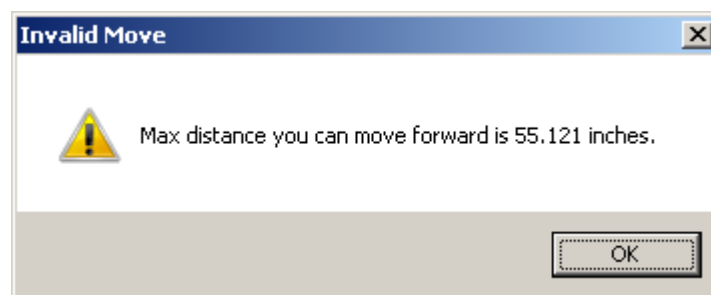 Invalid Move
Max distance you can move forward is 55.121 inches.
OK